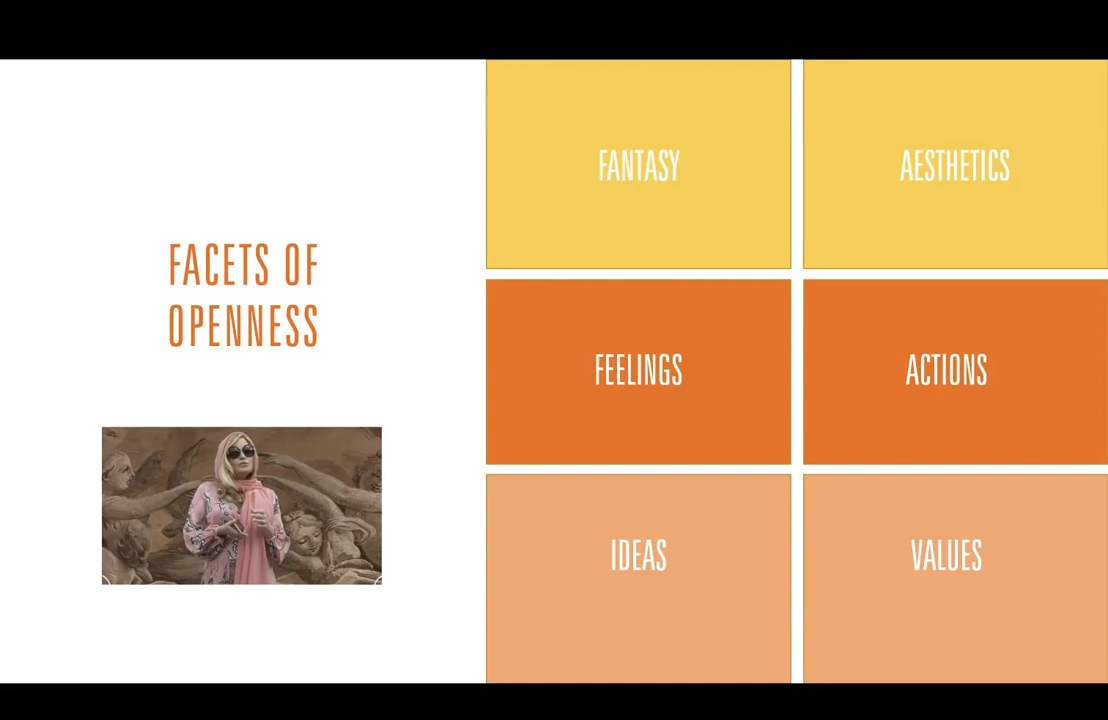 FACETS OF
OPENNESS
FANTASY
AESTHETICS
FEELINGS
ACTIONS
IDEAS
VALUES